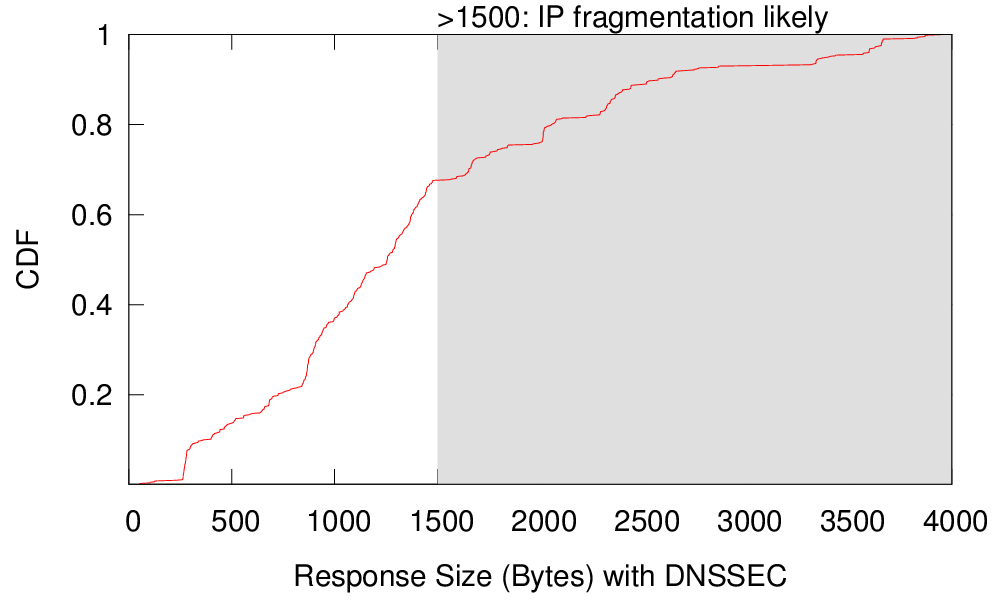 >1500: IP fragmentation likely
1
0.8
0.6
0.4
0.2
CDF
0 500 1000 1500 2000 2500 3000 3500 4000
Response Size (Bytes) with DNSSEC